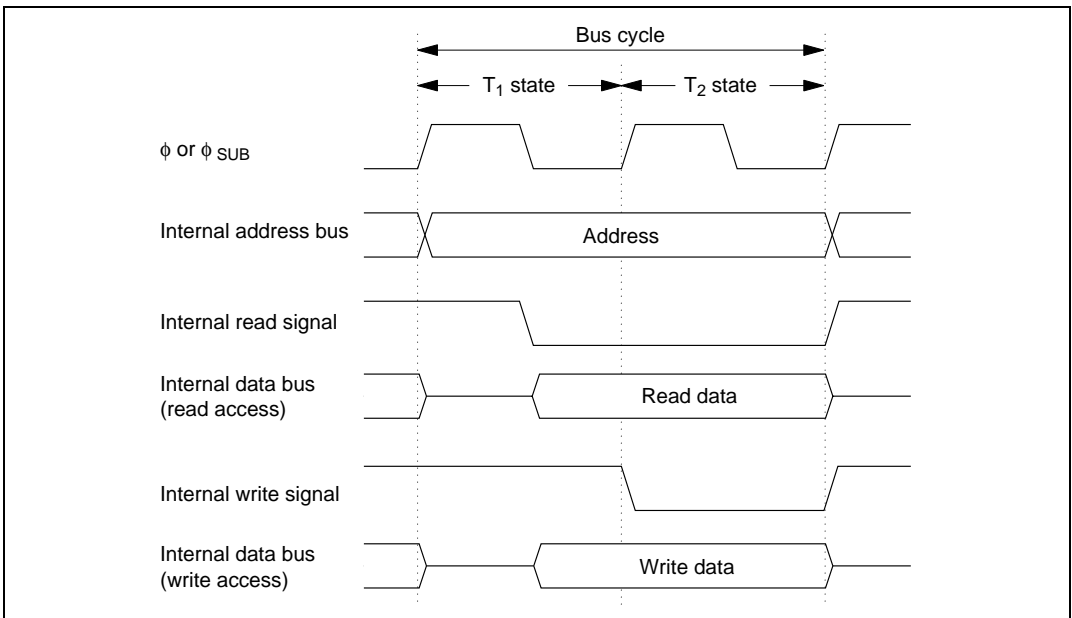 Bus cycle
T₁ state
T₂ state
ϕ or ϕ SUB
Internal address bus
Address
Internal read signal
Internal data bus
(read access)
Read data
Internal write signal
Internal data bus
(write access)
Write data